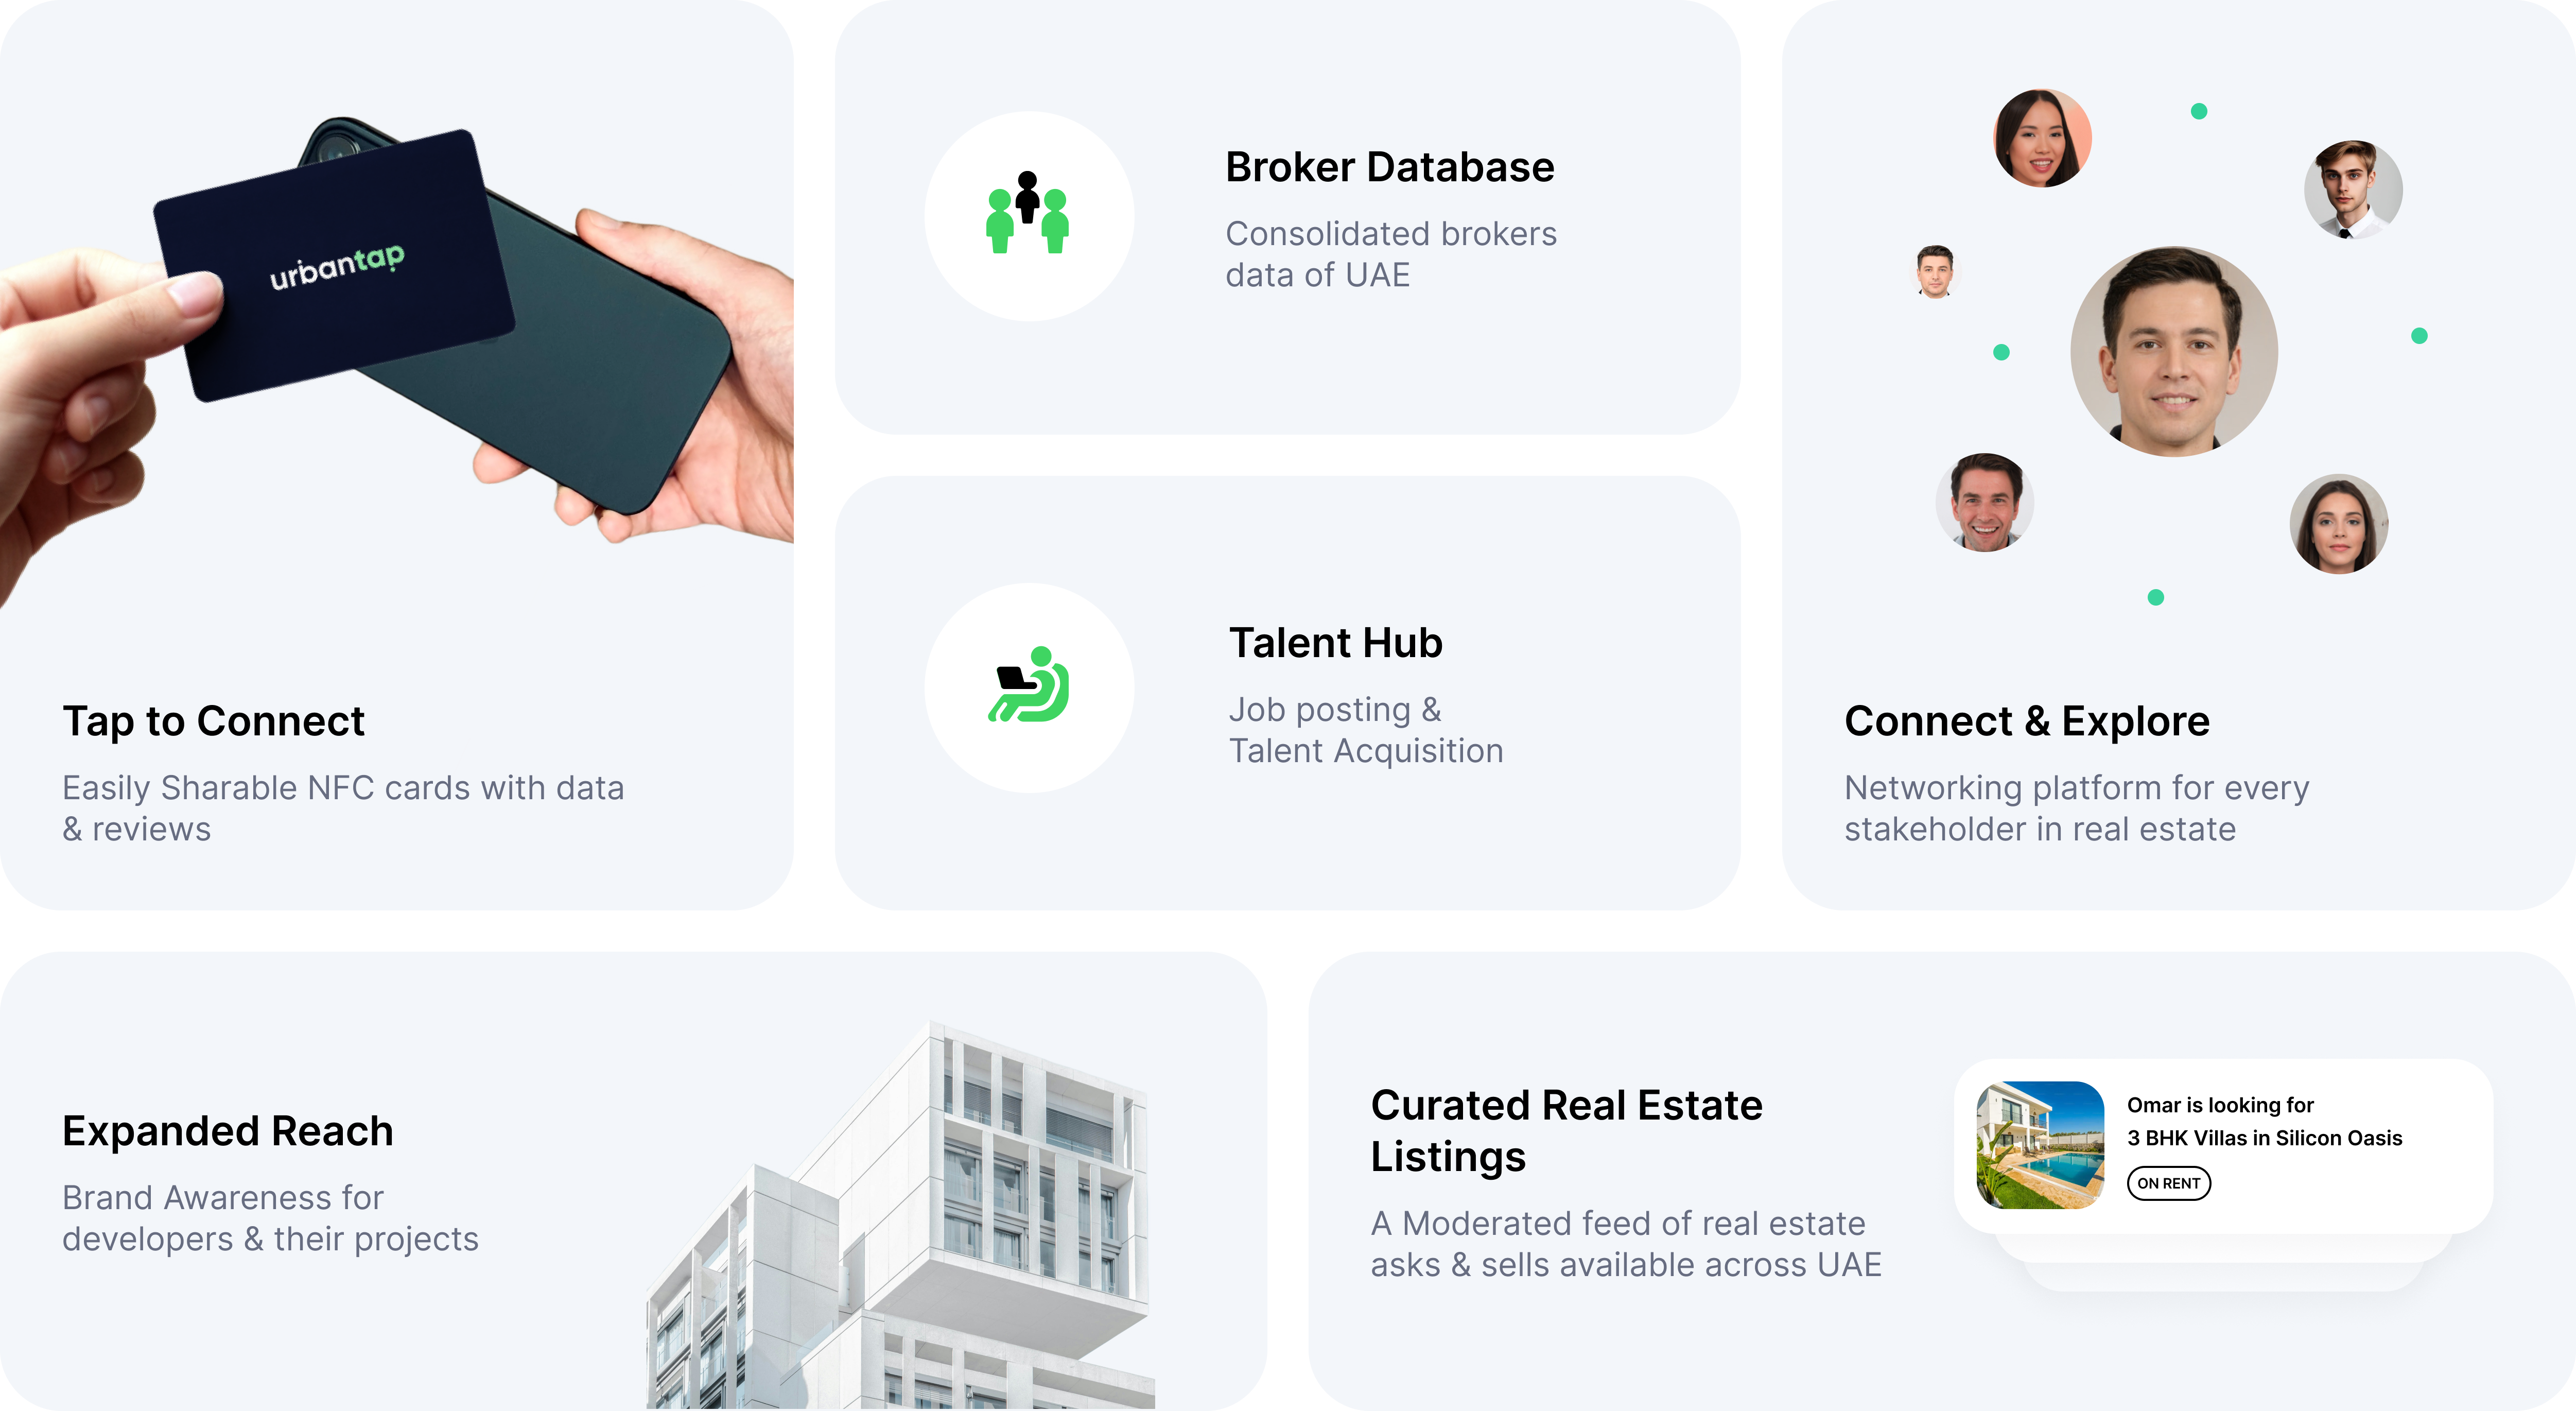 urbantap
Tap to Connect
Easily Sharable NFC cards with data
& reviews
Broker Database
Consolidated brokers
data of UAE
Talent Hub
Job posting &
Talent Acquisition
Connect & Explore
Networking platform for every
stakeholder in real estate
Expanded Reach
Brand Awareness for
developers & their projects
Curated Real Estate
Listings
A Moderated feed of real estate
asks & sells available across UAE
Omar is looking for
3 BHK Villas in Silicon Oasis
ON RENT